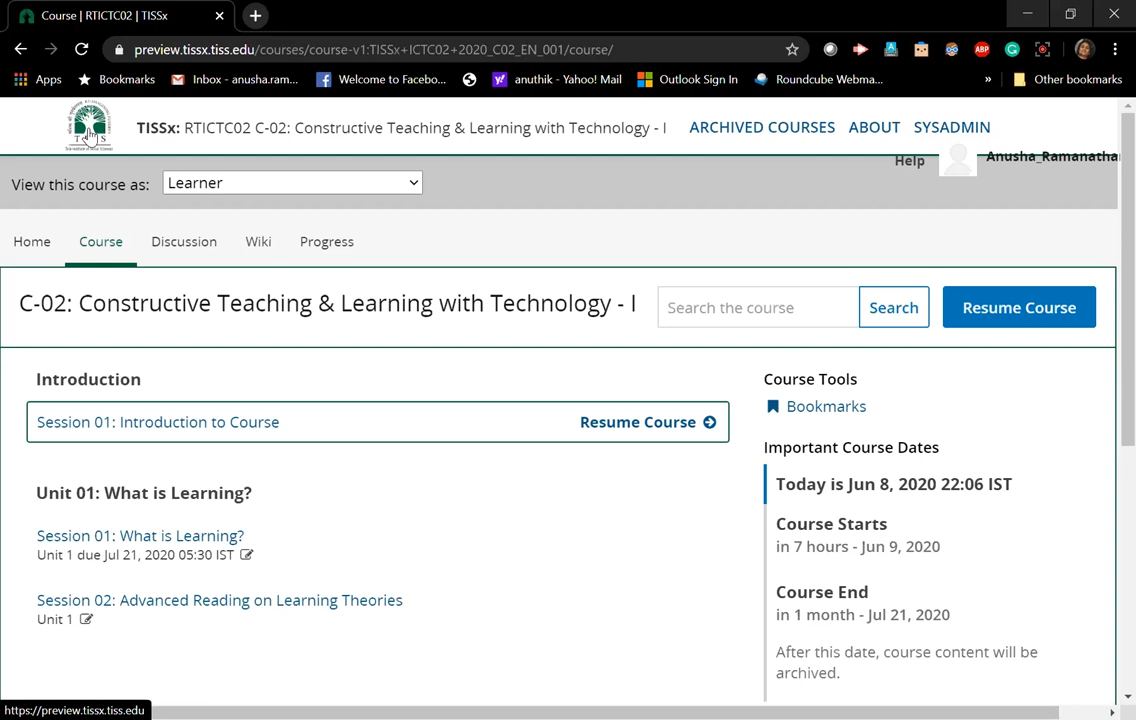 Course | RTICTC02 | TISSx
preview.tissx.tiss.edu/courses/course-v1:TISSx+ICTC02+2020_C02_EN_001/course/
ABP
Apps
Bookmarks
Inbox - anusha.ram...
Welcome to Facebo...
anuthik - Yahoo! Mail
Outlook Sign In
Roundcube Webma...
»
Other bookmarks
TISSx: RTICTC02 C-02: Constructive Teaching & Learning with Technology - I
ARCHIVED COURSES
ABOUT
SYSADMIN
Help
Anusha_Ramanatha
View this course as:
Learner
Home
Course
Discussion
Wiki
Progress
C-02: Constructive Teaching & Learning with Technology - I
Search the course
Search
Resume Course
Introduction
Session 01: Introduction to Course
Resume Course
Unit 01: What is Learning?
Session 01: What is Learning?
Unit 1 due Jul 21, 2020 05:30 IST
Session 02: Advanced Reading on Learning Theories
Unit 1
Course Tools
Bookmarks
Important Course Dates
Today is Jun 8, 2020 22:06 IST
Course Starts
in 7 hours - Jun 9, 2020
Course End
in 1 month - Jul 21, 2020
After this date, course content will be
archived.
https://preview.tissx.tiss.edu